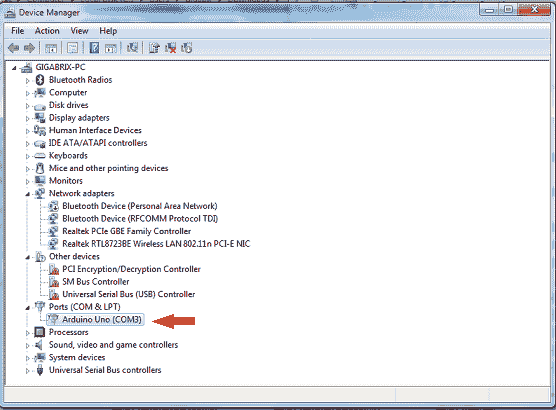 Device Manager
File Action View Help
GIGABRIX-PC
Bluetooth Radios
Computer
Disk drives
Display adapters
Human Interface Devices
IDE ATA/ATAPI controllers
Keyboards
Mice and other pointing devices
Monitors
Network adapters
Bluetooth Device (Personal Area Network)
Bluetooth Device (RFCOMM Protocol TDI)
Realtek PCIe GBE Family Controller
Realtek RTL8723BE Wireless LAN 802.11n PCI-E NIC
Other devices
PCI Encryption/Decryption Controller
SM Bus Controller
Universal Serial Bus (USB) Controller
Ports (COM & LPT)
Arduino Uno (COM3)
Processors
Sound, video and game controllers
System devices
Universal Serial Bus controllers